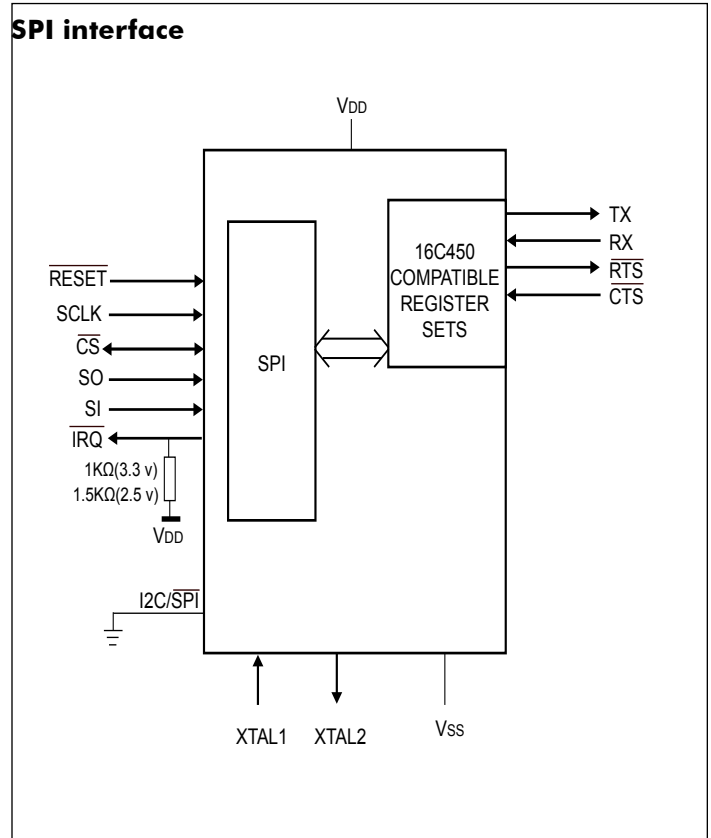 SPI interface
VDD
RESET
SCLK
CS
SO
SI
IRQ
1KΩ(3.3 v)
1.5KΩ(2.5 v)
VDD
I2C/SPI
SPI
16C450
COMPATIBLE
REGISTER
SETS
TX
RX
RTS
CTS
XTAL1
XTAL2
VSS